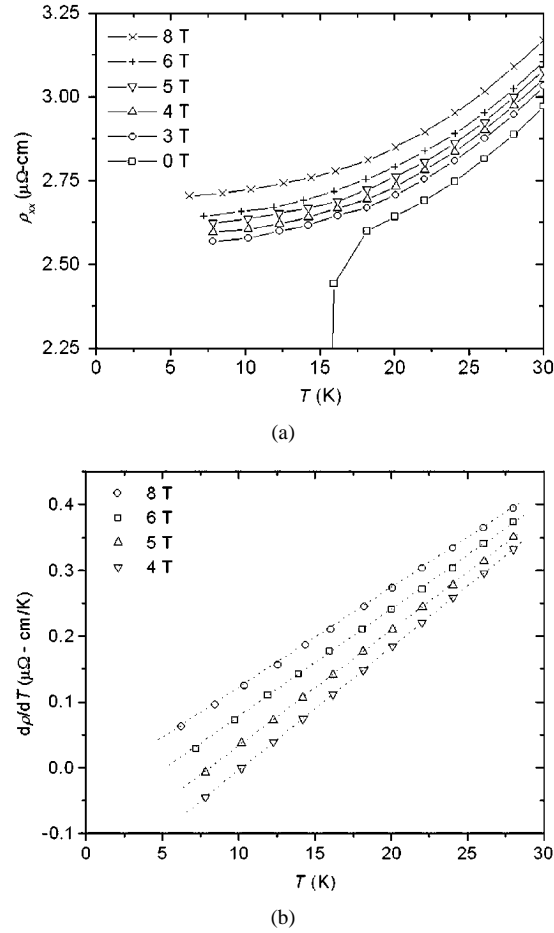 8 T
6 T
5 T
4 T
3 T
0 T
3.00
2.75
2.50
2.25
ρxx (μΩ-cm)
0 5 10 15 20 25 30
T (K)
(a)
8 T
6 T
5 T
4 T
0.4
0.3
0.2
0.1
0.0
-0.1
dρ/dT (μΩ - cm/K)
0 5 10 15 20 25 30
T (K)
(b)